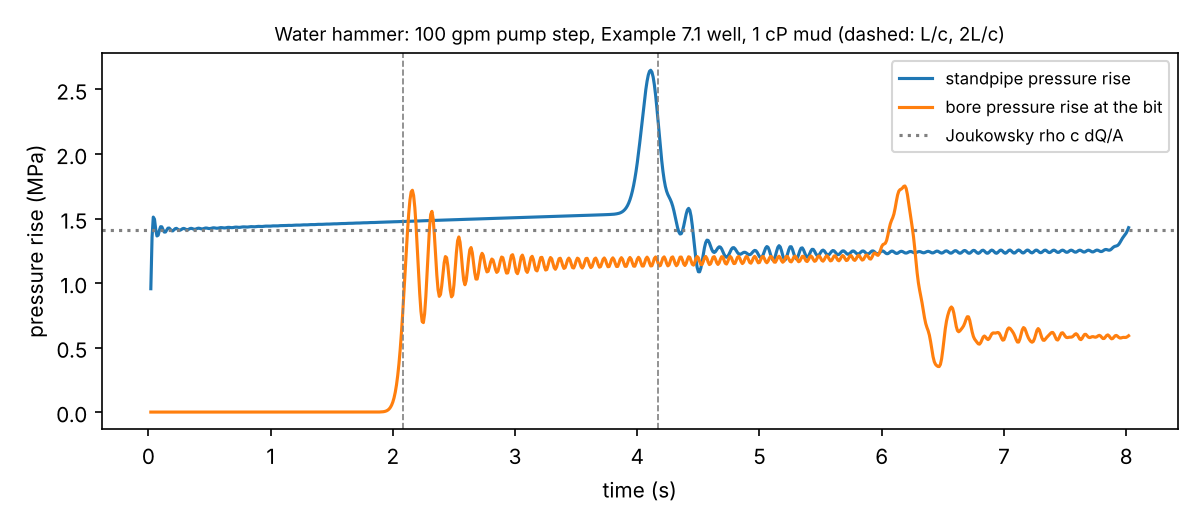 Water hammer: 100 gpm pump step, Example 7.1 well, 1 cP mud (dashed: L/c, 2L/c)
standpipe pressure rise
bore pressure rise at the bit
Joukowsky rho c dQ/A
pressure rise (MPa)
2.5
2.0
1.5
1.0
0.5
0.0
0 1 2 3 4 5 6 7 8
time (s)